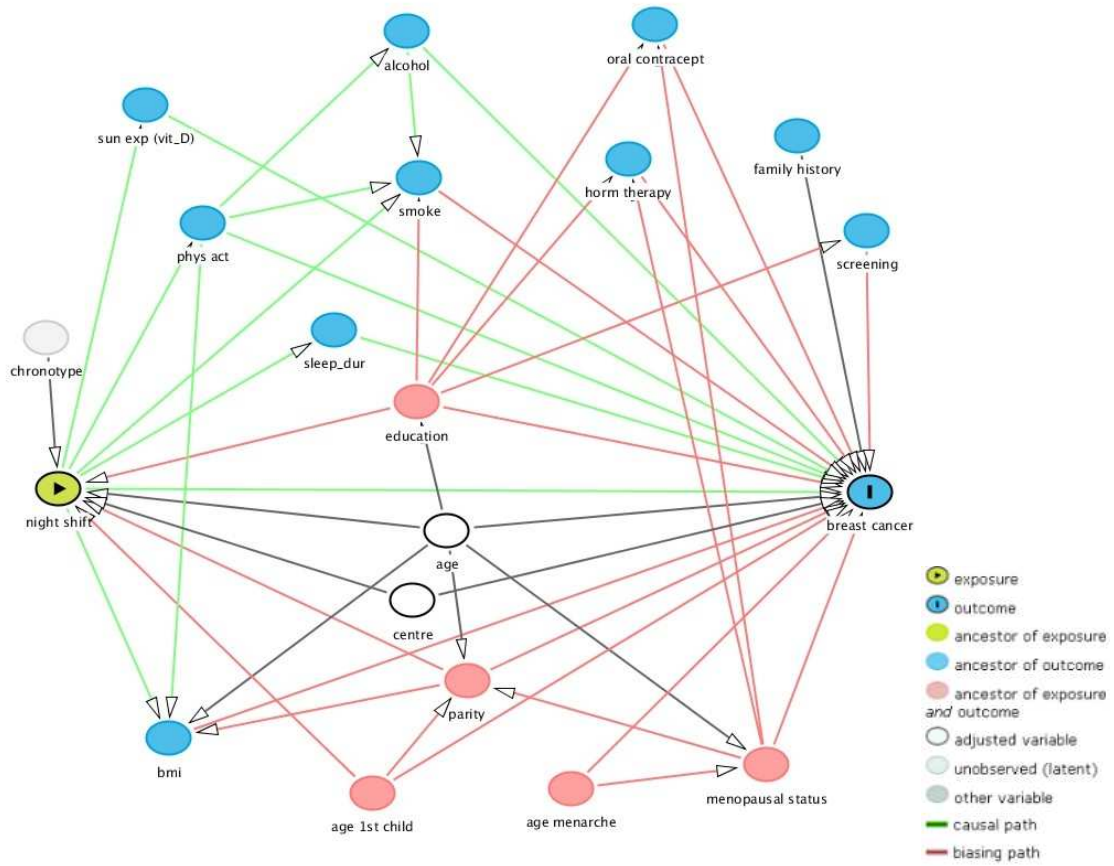 alcohol
oral contracept
sun exp (vit_D)
family history
horm therapy
smoke
phys act
screening
sleep_dur
chronotype
education
night shift
breast cancer
age
centre
parity
bmi
menopausal status
age 1st child
age menarche
exposure
outcome
ancestor of exposure
ancestor of outcome
ancestor of exposure
and outcome
adjusted variable
unobserved (latent)
other variable
causal path
biasing path